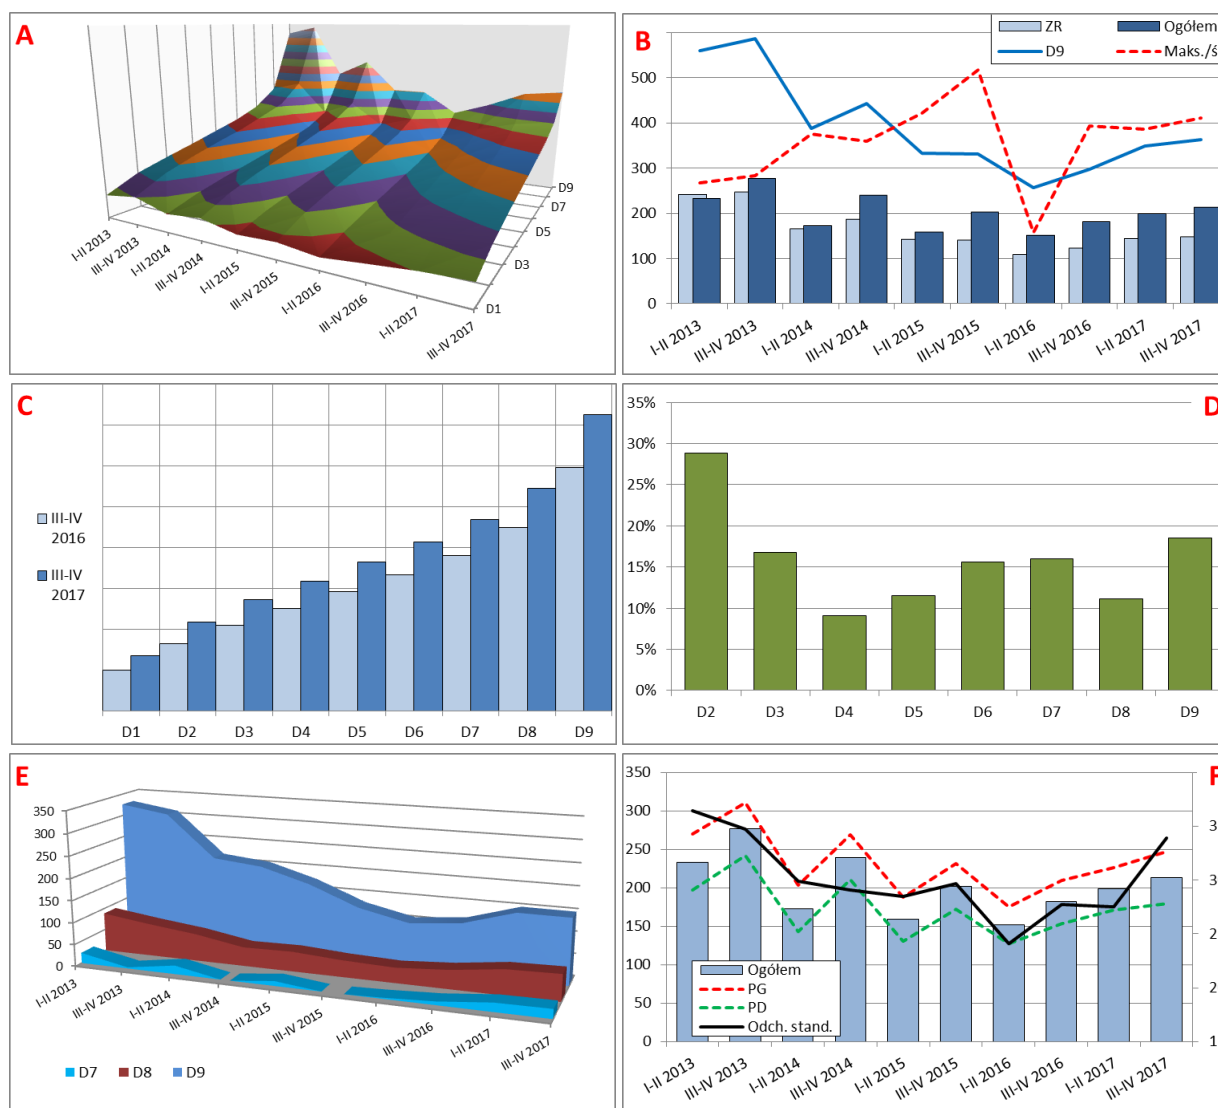 A
D9
D7
D5
D3
D1
I-II 2013
III-IV 2013
I-II 2014
III-IV 2014
I-II 2015
III-IV 2015
I-II 2016
III-IV 2016
I-II 2017
III-IV 2017
B
ZR
Ogółem
D9
Maks./ś
500
400
300
200
100
0
I-II 2013
III-IV 2013
I-II 2014
III-IV 2014
I-II 2015
III-IV 2015
I-II 2016
III-IV 2016
I-II 2017
III-IV 2017
C
III-IV
2016
III-IV
2017
D1 D2 D3 D4 D5 D6 D7 D8 D9
D
35%
30%
25%
20%
15%
10%
5%
0%
D2 D3 D4 D5 D6 D7 D8 D9
E
350
300
250
200
150
100
50
0
I-II 2013
III-IV 2013
I-II 2014
III-IV 2014
I-II 2015
III-IV 2015
I-II 2016
III-IV 2016
I-II 2017
III-IV 2017
D7 D8 D9
F
350
300
250
200
150
100
50
0
3
3
2
2
1
Ogółem
PG
PD
Odch. stand.
I-II 2013
III-IV 2013
I-II 2014
III-IV 2014
I-II 2015
III-IV 2015
I-II 2016
III-IV 2016
I-II 2017
III-IV 2017